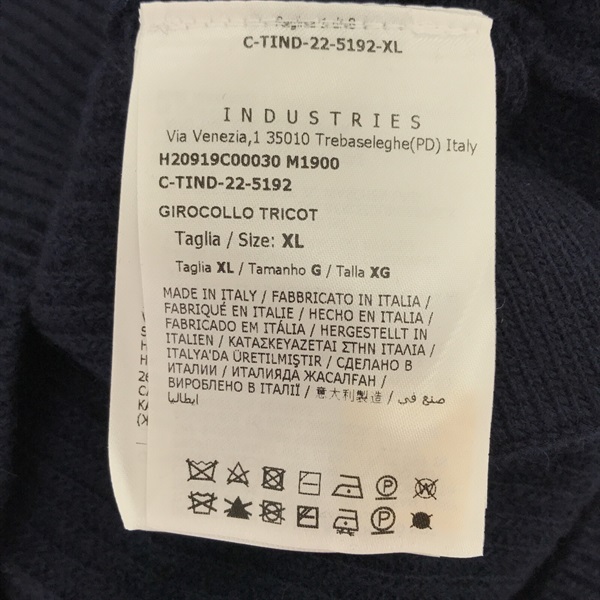 C-TIND-22-5192-XL
INDUSTRIES
Via Venezia,1 35010 Trebaseleghe(PD) Italy
H20919C00030 M1900
C-TIND-22-5192
GIROCOLLO TRICOT
Taglia / Size: XL
Taglia XL / Tamanho G / Talla XG
MADE IN ITALY / FABBRICATO IN ITALIA /
FABRIQUÉ EN ITALIE / HECHO EN ITALIA /
FABRICADO EM ITÁLIA / HERGESTELLT IN
ITALIEN / ΚΑΤΑΣΚΕΥΑΖΕΤΑΙ ΣΤΗΝ ΙΤΑΛΙΑ /
ITALYA'DA ÜRETILMIŞTIR / СДЕЛАНО В
ИТАЛИИ / ИТАЛИЯДА ЖАСАЛҒАН /
ВИРОБЛЕНО В ІТАЛІЇ / 意大利製造 / صنع في
ايطاليا